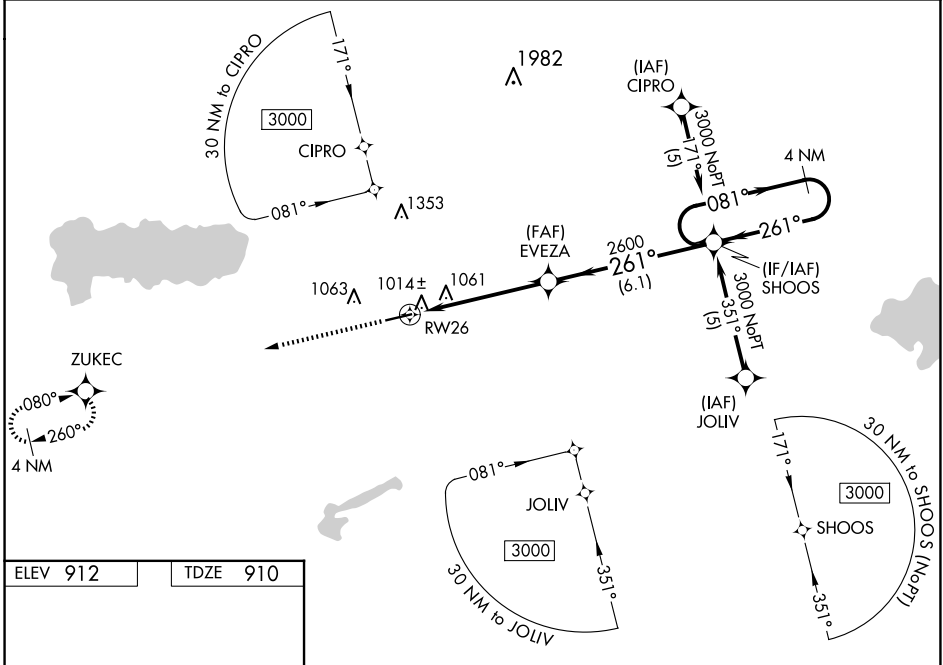 30 NM to CIPRO
171°
3000
CIPRO
081°
1982
1353
(IAF)
CIPRO
3000 NoPT
171°
(5)
4 NM
081°
261°
(IF/IAF)
SHOOS
(FAF)
EVEZA
2600
261°
(6.1)
3000 NoPT
351°
(5)
(IAF)
JOLIV
1063
1014±
1061
RW26
ZUKEC
080°
260°
4 NM
081°
JOLIV
3000
351°
30 NM to JOLIV
171°
3000
SHOOS
351°
30 NM to SHOOS (NoPT)
ELEV 912
TDZE 910